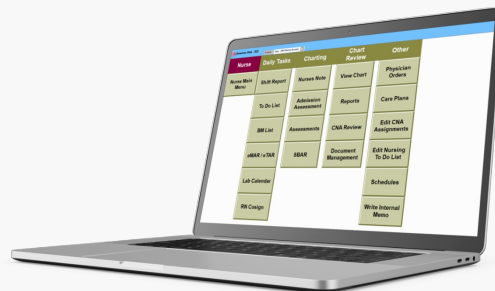 Nurse
Daily Tasks
Charting
Chart
Review
Other
Nurse Main
Menu
Shift Report
Nurses Note
View Chart
Physician
Orders
To Do List
Admission
Assessment
Reports
Care Plans
BM List
Assessments
CNA Review
Edit CNA
Assignments
eMAR / eTAR
SBAR
Document
Management
Edit Nursing
To Do List
Lab Calendar
Schedules
RN Cosign
Write Internal
Memo